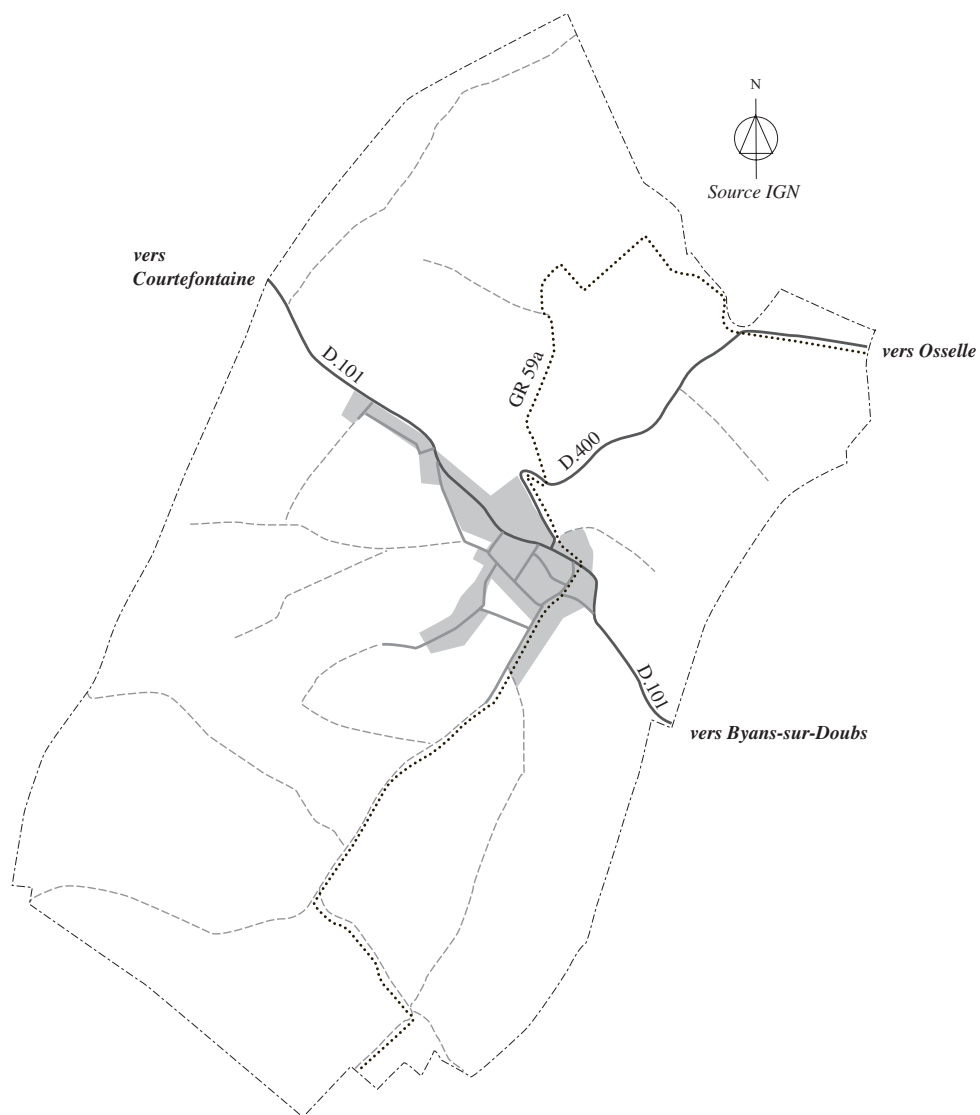 N
Source IGN
vers
Courtefontaine
vers Osselle
D.101
GR 59a
D.400
D.101
vers Byans-sur-Doubs